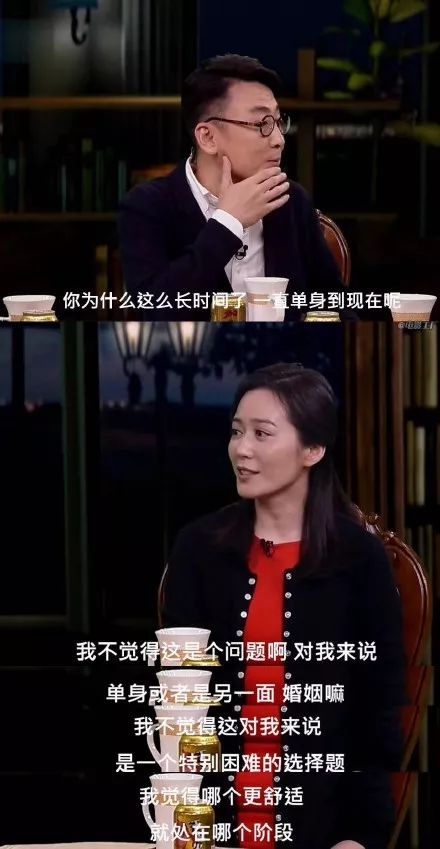 你为什么这么长时间了 一直单身到现在呢
我不觉得这是个问题啊 对我来说
单身或者是另一面 婚姻嘛
我不觉得这对我来说
是一个特别困难的选择题
我觉得哪个更舒适
就处在哪个阶段